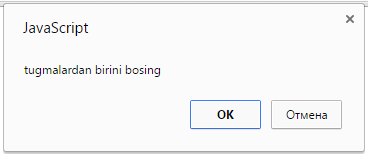 JavaScript
tugmalardan birini bosing
OK
Отмена